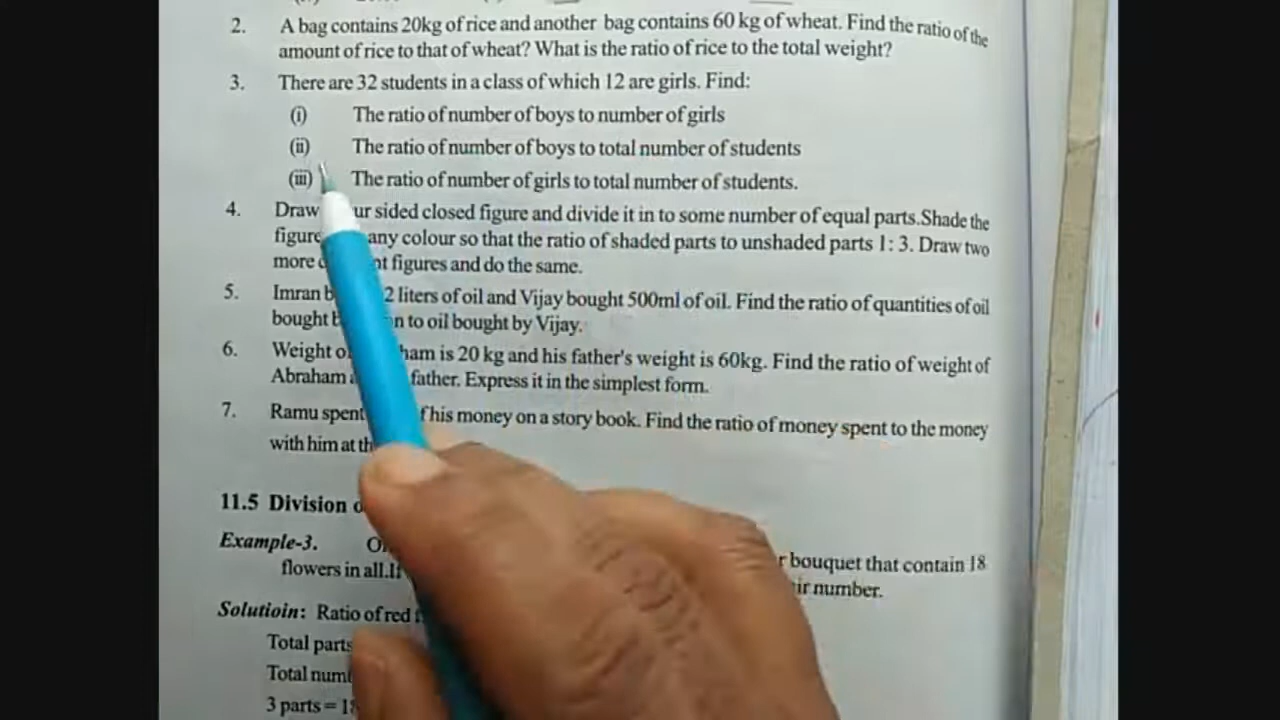 2. A bag contains 20kg of rice and another bag contains 60 kg of wheat. Find the ratio of the
amount of rice to that of wheat? What is the ratio of rice to the total weight?
3. There are 32 students in a class of which 12 are girls. Find:
(i) The ratio of number of boys to number of girls
(ii) The ratio of number of boys to total number of students
(iii) The ratio of number of girls to total number of students.
4. Draw sided closed figure and divide it in to some number of equal parts.Shade the
figure any colour so that the ratio of shaded parts to unshaded parts 1: 3. Draw two
more figures and do the same.
5. Imran 2 liters of oil and Vijay bought 500ml of oil. Find the ratio of quantities of oil
bought to oil bought by Vijay.
6. Weight is 20 kg and his father's weight is 60kg. Find the ratio of weight of
Abraham father. Express it in the simplest form.
7. Ramu spent his money on a story book. Find the ratio of money spent to the money
with him at
11.5 Division
Example-3. bouquet that contain 18
flowers in all.If number.
Solutioin: Ratio of red
Total parts
Total
3 parts =